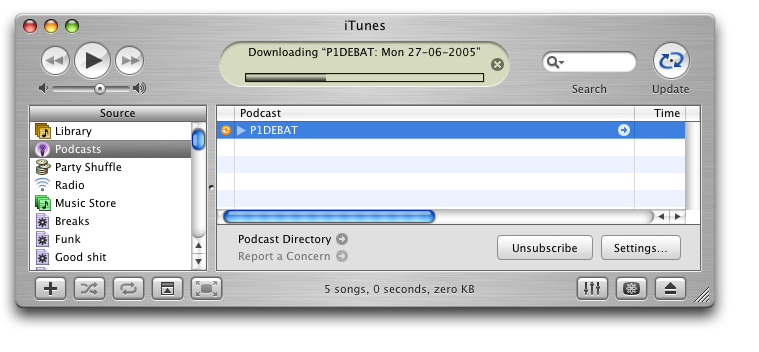 iTunes
Downloading “P1DEBAT: Mon 27-06-2005”
Search
Update
Source
Library
Podcasts
Party Shuffle
Radio
Music Store
Breaks
Funk
Good shit
Podcast Time
P1DEBAT
Podcast Directory
Report a Concern
Unsubscribe
Settings...
5 songs, 0 seconds, zero KB